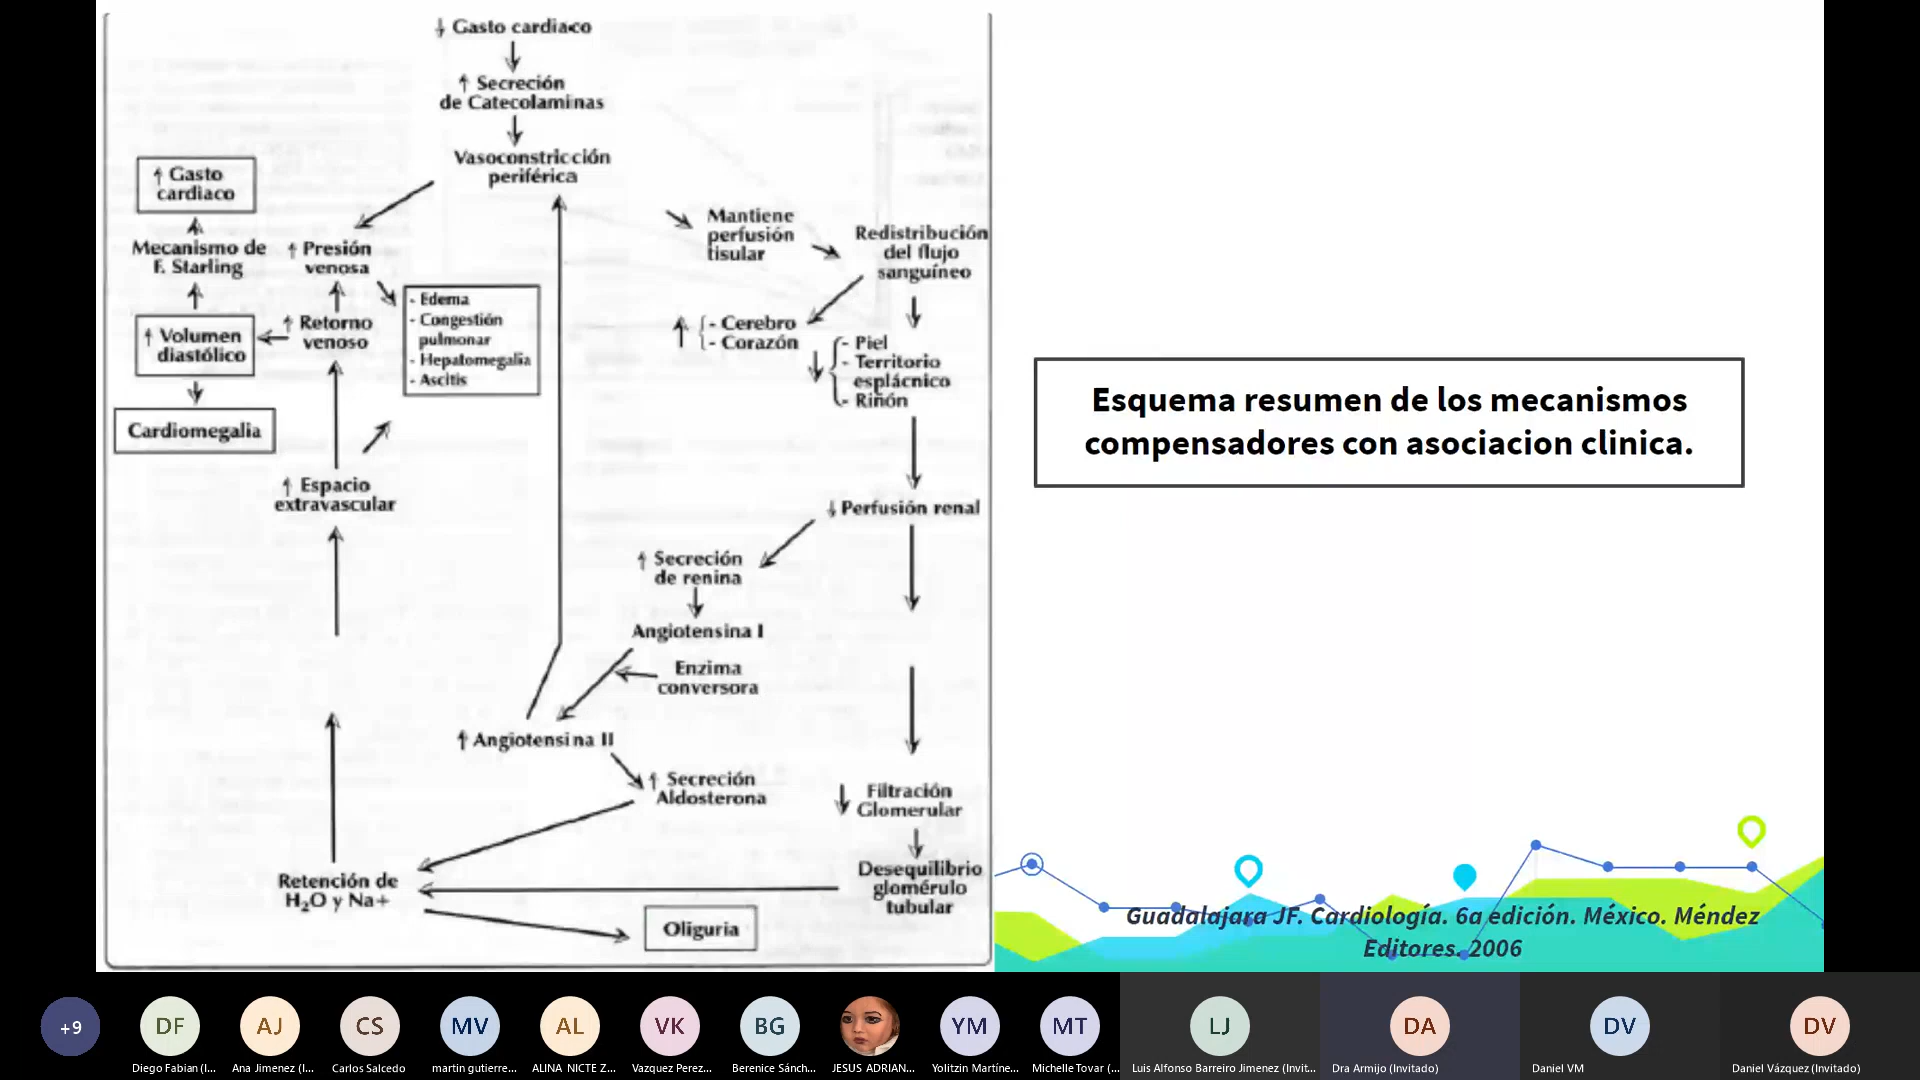 ↓ Gasto cardiaco
↑ Secreción
de Catecolaminas
Vasoconstricción
periférica
↑ Gasto
cardiaco
Mecanismo de
F. Starling
↑ Presión
venosa
↑ Volumen
diastólico
↑ Retorno
venoso
- Edema
- Congestión
pulmonar
- Hepatomegalia
- Ascitis
Cardiomegalia
↑ Espacio
extravascular
Mantiene
perfusión
tisular
Redistribución
del flujo
sanguíneo
↑ - Cerebro
- Corazón
↓ - Piel
- Territorio
esplácnico
- Riñón
↓ Perfusión renal
↑ Secreción
de renina
Angiotensina I
Enzima
conversora
↑ Angiotensina II
↑ Secreción
Aldosterona
↓ Filtración
Glomerular
Desequilibrio
glomérulo
tubular
Retención de
H₂O y Na+
Oliguria
Esquema resumen de los mecanismos
compensadores con asociacion clinica.
Guadalajara JF. Cardiología. 6a edición. México. Méndez
Editores. 2006
+9
DF
AJ
CS
MV
AL
VK
BG
YM
MT
LJ
DA
DV
DV
Diego Fabian (I...
Ana Jimenez (I...
Carlos Salcedo
martin gutierre...
ALINA NICTE Z...
Vazquez Perez...
Berenice Sánch...
JESUS ADRIAN...
Yolitzin Martíne...
Michelle Tovar (...
Luis Alfonso Barreiro Jimenez (Invit...
Dra Armijo (Invitado)
Daniel VM
Daniel Vázquez (Invitado)